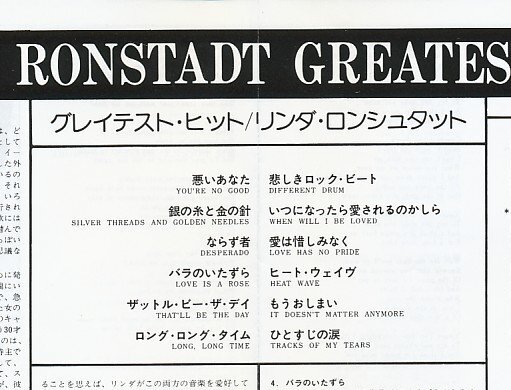 RONSTADT GREATES
グレイテスト・ヒット/リンダ・ロンシュタット
悪いあなた
YOU'RE NO GOOD
銀の糸と金の針
SILVER THREADS AND GOLDEN NEEDLES
ならず者
DESPERADO
バラのいたずら
LOVE IS A ROSE
ザットル・ビー・ザ・デイ
THAT'LL BE THE DAY
ロング・ロング・タイム
LONG, LONG TIME
悲しきロック・ビート
DIFFERENT DRUM
いつになったら愛されるのかしら
WHEN WILL I BE LOVED
愛は惜しみなく
LOVE HAS NO PRIDE
ヒート・ウェイヴ
HEAT WAVE
もうおしまい
IT DOESN'T MATTER ANYMORE
ひとすじの涙
TRACKS OF MY TEARS
ることを思えば、リンダがこの両方の音楽を愛好して
4. バラのいたずら